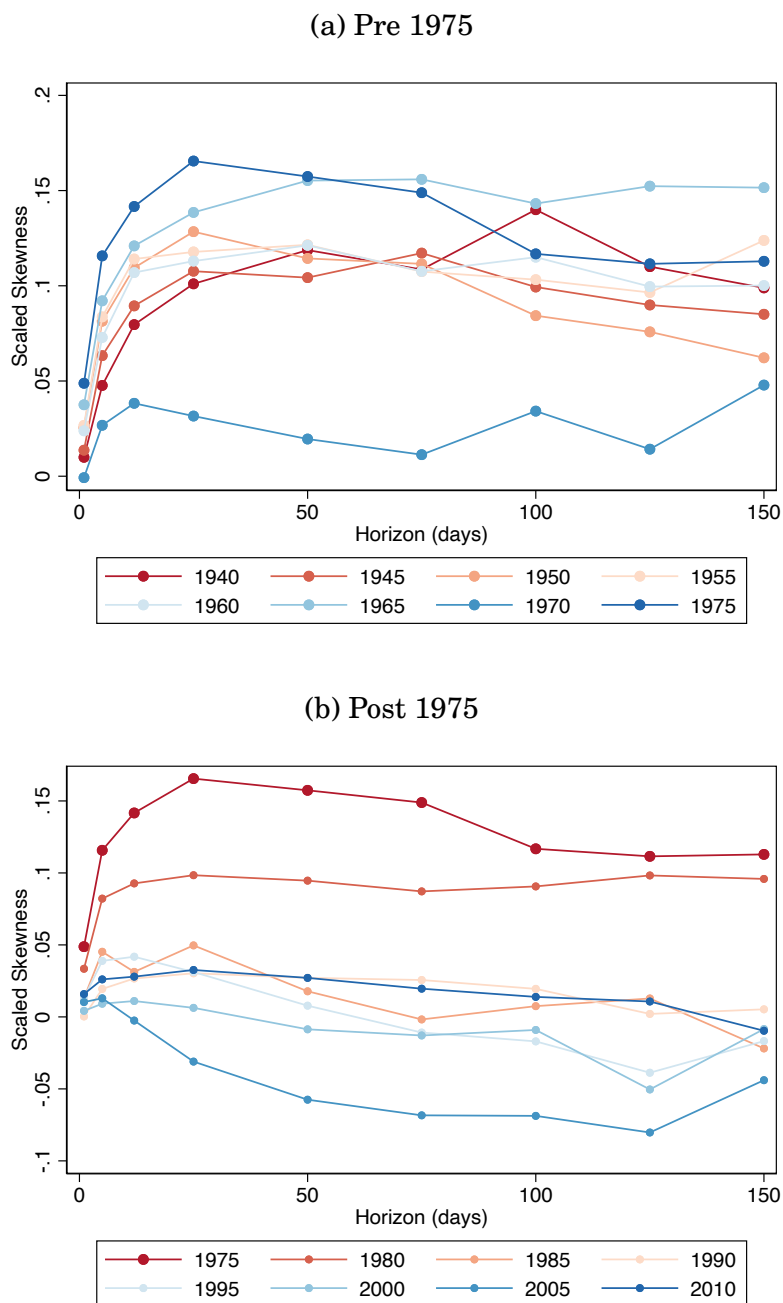 (a) Pre 1975
.2
.15
.1
.05
0
Scaled Skewness
0 50 100 150
Horizon (days)
1940 1945 1950 1955
1960 1965 1970 1975
(b) Post 1975
.15
.1
.05
0
-.05
-.1
Scaled Skewness
0 50 100 150
Horizon (days)
1975 1980 1985 1990
1995 2000 2005 2010